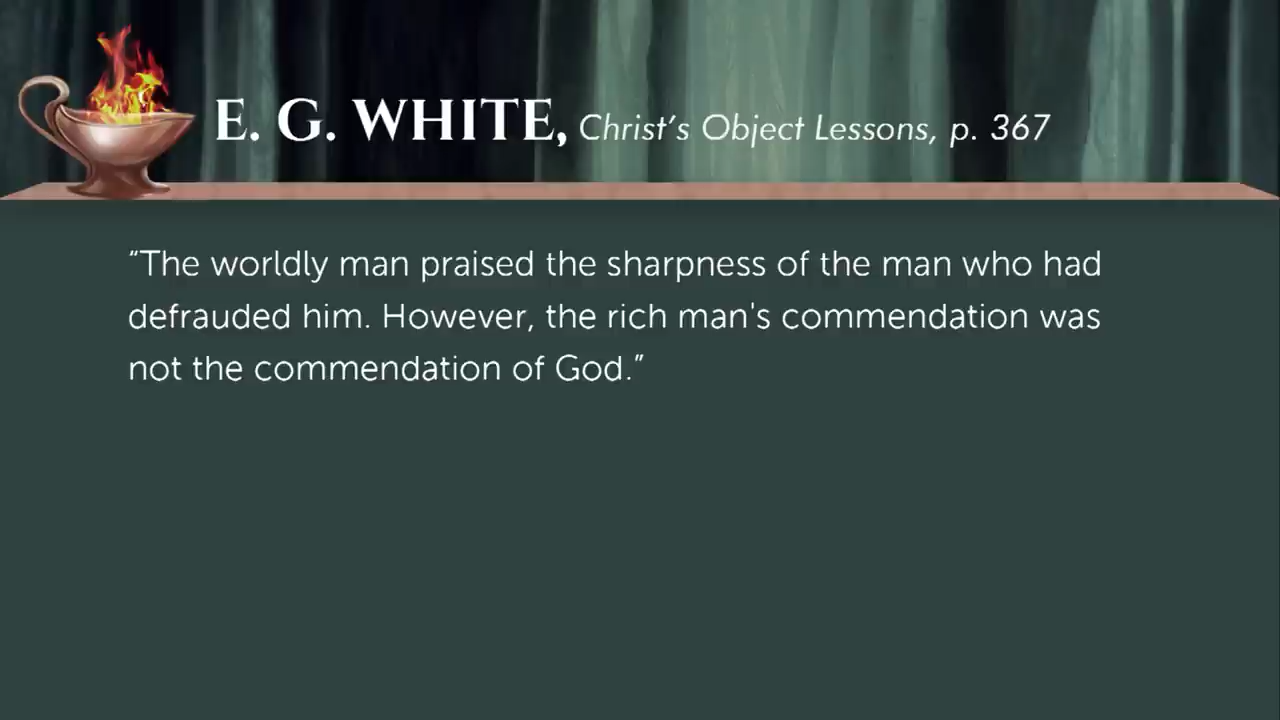 E. G. WHITE, Christ’s Object Lessons, p. 367
“The worldly man praised the sharpness of the man who had
defrauded him. However, the rich man's commendation was
not the commendation of God.”